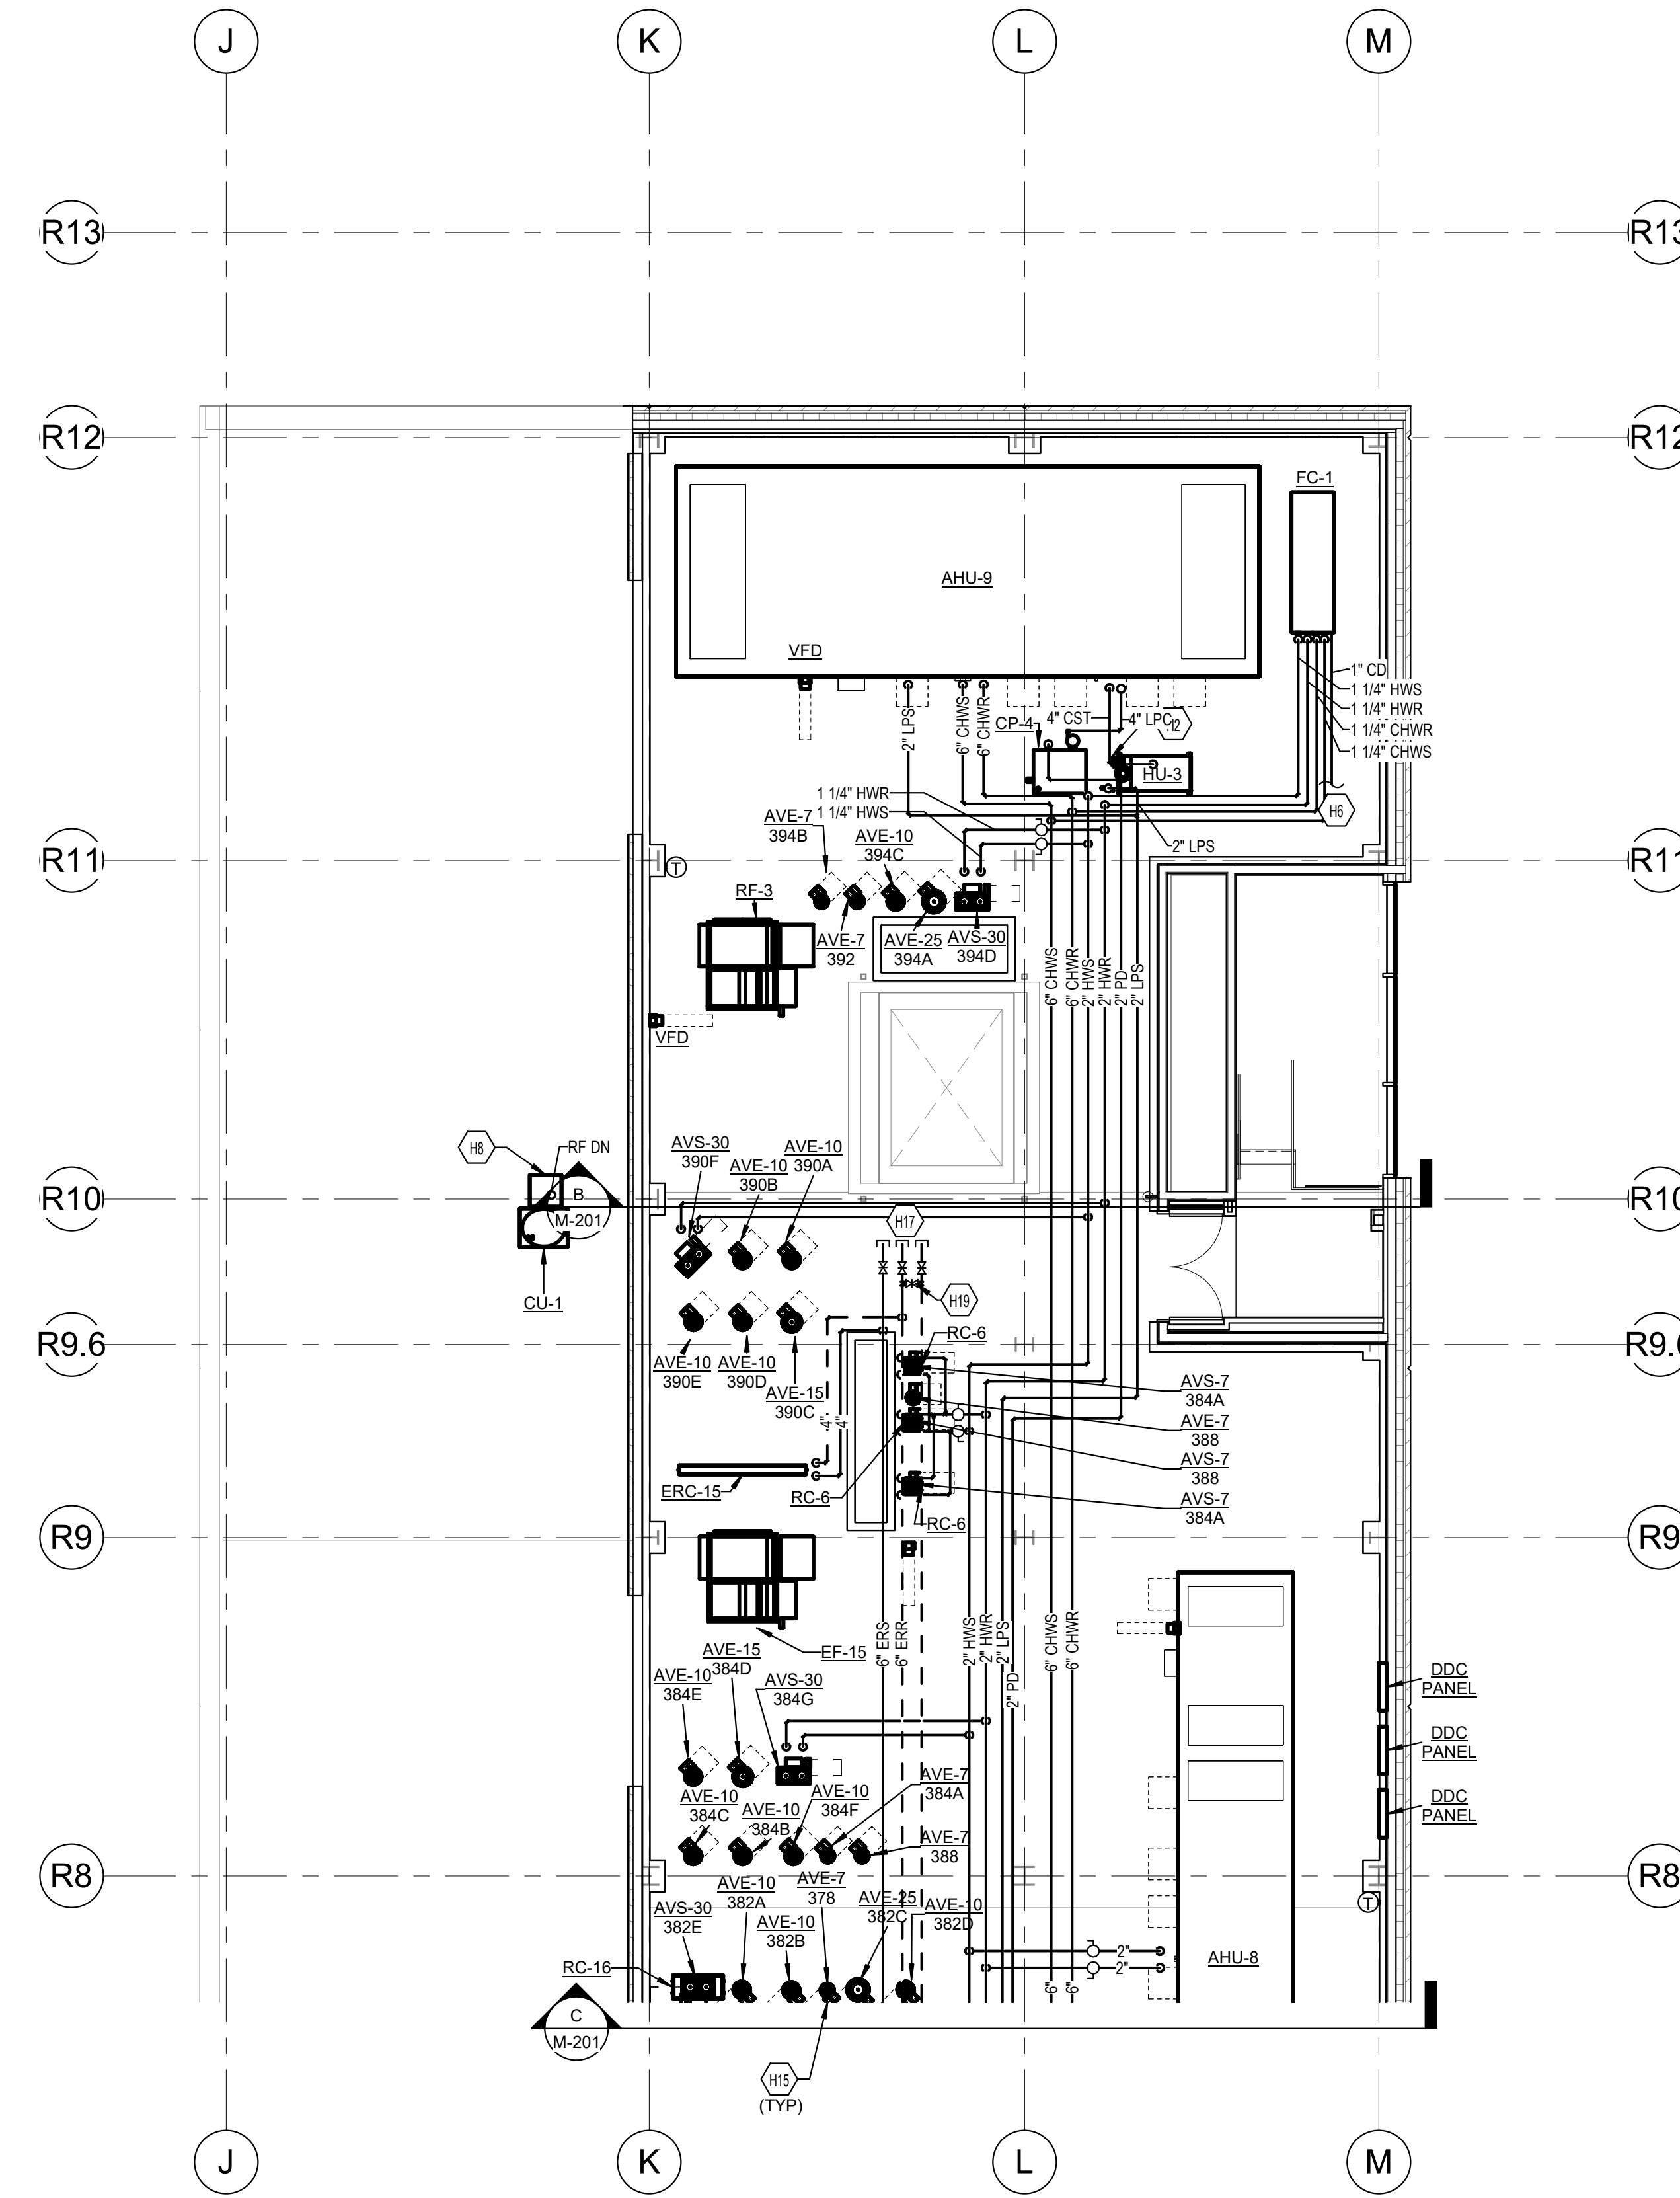 J
K
L
M
R13
R13
R12
R12
FC-1
AHU-9
VFD
1" CD
1 1/4" HWS
1 1/4" HWR
1 1/4" CHWR
1 1/4" CHWS
2" LPS
6" CHWS
6" CHWR
CP-4
4" CST
4" LPC
HU-3
H6
1 1/4" HWR
1 1/4" HWS
2" LPS
AVE-7
394B
AVE-10
394C
R11
R11
T
RF-3
AVE-7
392
AVE-25
394A
AVS-30
394D
6" CHWS
6" CHWR
2" HWS
2" HWR
2" PD
2" LPS
VFD
H8
RF DN
AVS-30
390F
AVE-10
390B
AVE-10
390A
R10
R10
B
M-201
H17
CU-1
H19
R9.6
R9.6
RC-6
AVE-10
390E
AVE-10
390D
AVE-15
390C
4"
4"
AVS-7
384A
AVE-7
388
AVS-7
388
AVS-7
384A
ERC-15
RC-6
RC-6
R9
R9
EF-15
6" ERS
6" ERR
2" HWS
2" HWR
2" LPS
2" PD
6" CHWS
6" CHWR
AVE-10
384E
AVE-15
384D
AVS-30
384G
DDC
PANEL
DDC
PANEL
DDC
PANEL
AVE-10
384C
AVE-10
384B
AVE-10
384F
AVE-7
384A
AVE-7
388
R8
R8
T
AVS-30
382E
AVE-10
382A
AVE-10
382B
AVE-7
378
AVE-25
382C
AVE-10
382D
RC-16
2"
2"
AHU-8
6"
6"
C
M-201
H15
(TYP)
J
K
L
M